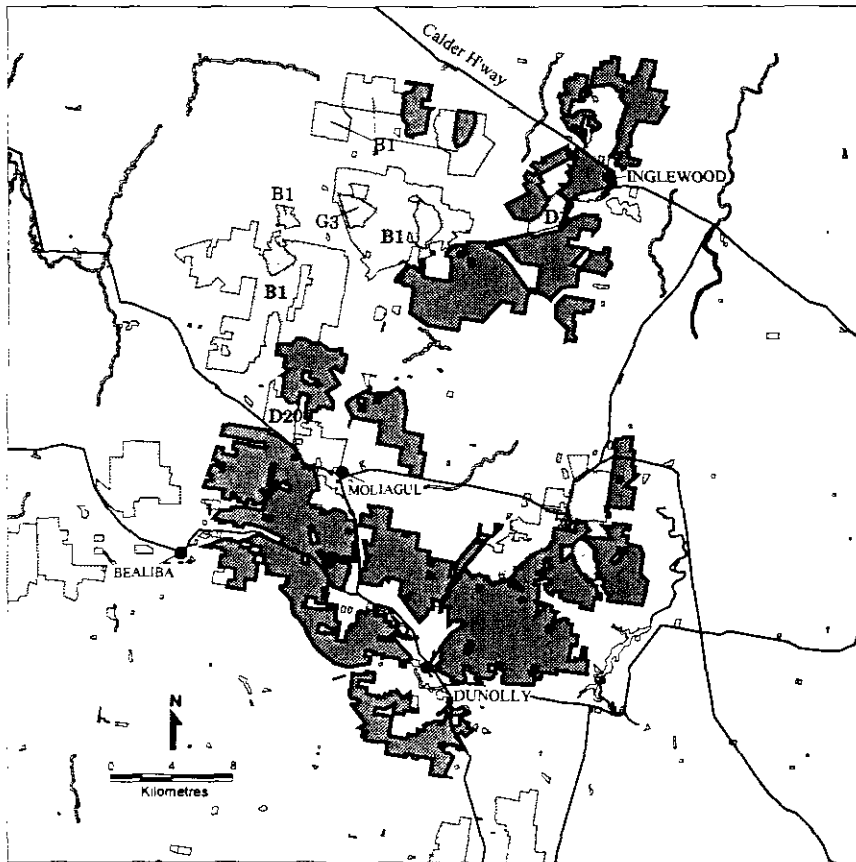 Calder H'way
B1
INGLEWOOD
B1
G3
D
B1
B1
D20
MOLIAGUL
BEALIBA
DUNOLLY
N
0 4 8
Kilometres